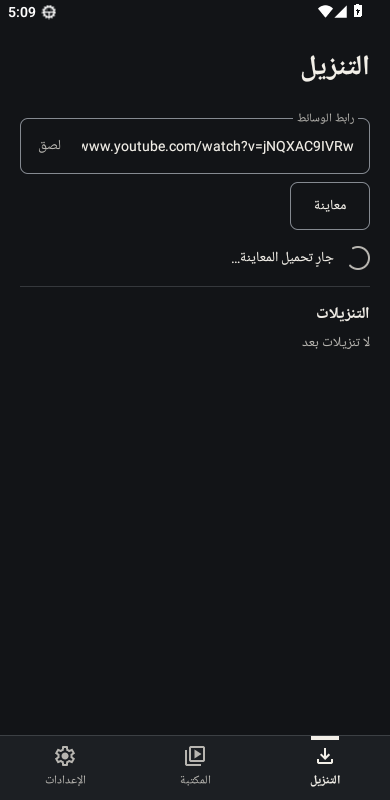 5:09
التنزيل
رابط الوسائط
www.youtube.com/watch?v=jNQXAC9IVRw
لصق
معاينة
جارٍ تحميل المعاينة...
التنزيلات
لا تنزيلات بعد
التنزيل
المكتبة
الإعدادات